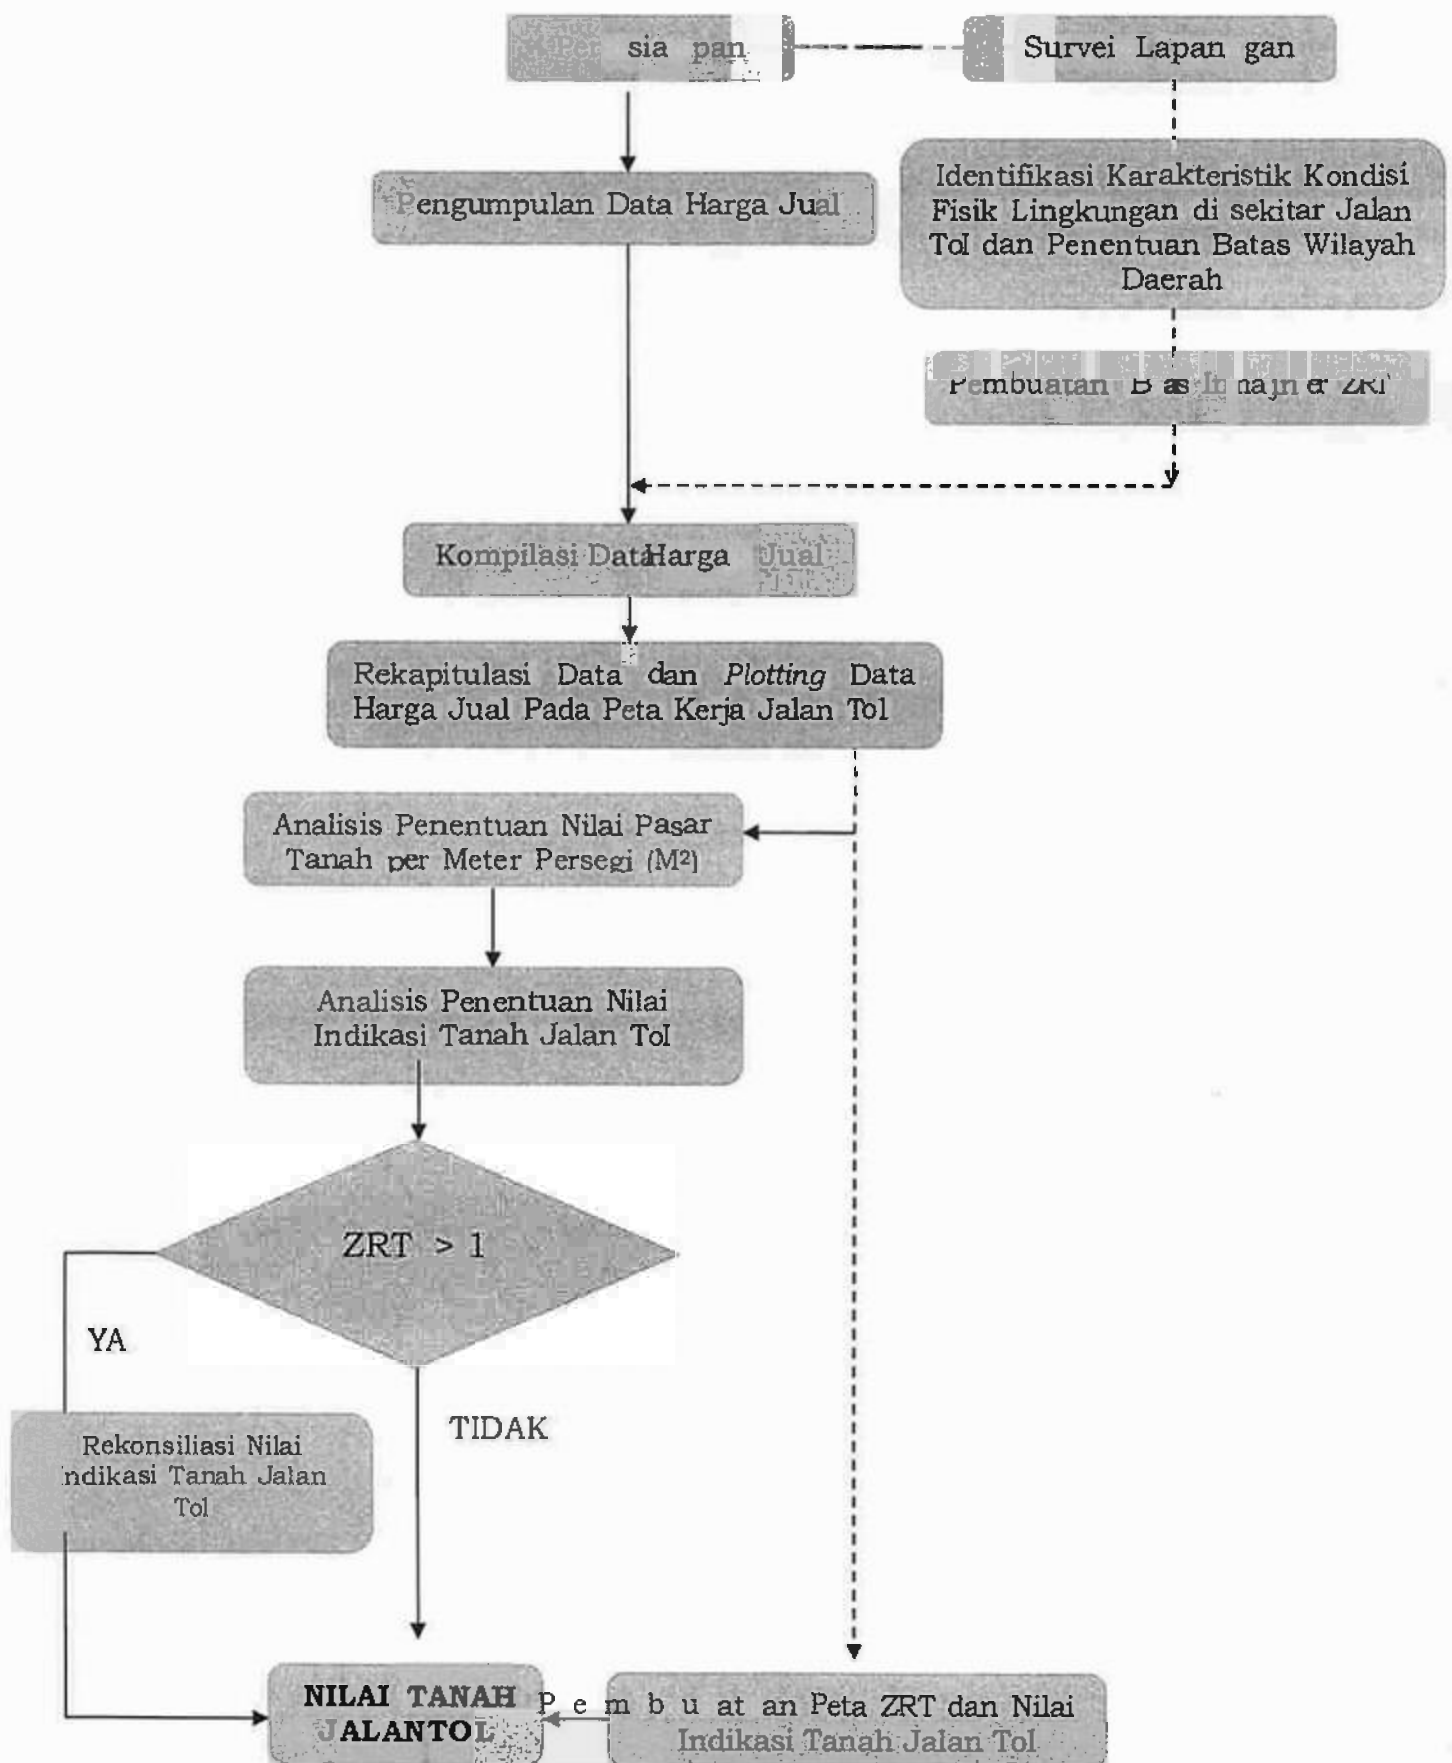 Per sia pan
Survei Lapan gan
Pengumpulan Data Harga Jual
Identifikasi Karakteristik Kondisi
Fisik Lingkungan di sekitar Jalan
Tol dan Penentuan Batas Wilayah
Daerah
Pembuatan
Kompilasi Data Harga Jual
Rekapitulasi Data dan Plotting Data
Harga Jual Pada Peta Kerja Jalan Tol
Analisis Penentuan Nilai Pasar
Tanah per Meter Persegi (M²)
Analisis Penentuan Nilai
Indikasi Tanah Jalan Tol
ZRT > 1
YA
TIDAK
Rekonsiliasi Nilai
ndikasi Tanah Jalan
Tol
NILAI TANAH
JALANTOL
P e m b u at an Peta ZRT dan Nilai
Indikasi Tanah Jalan Tol